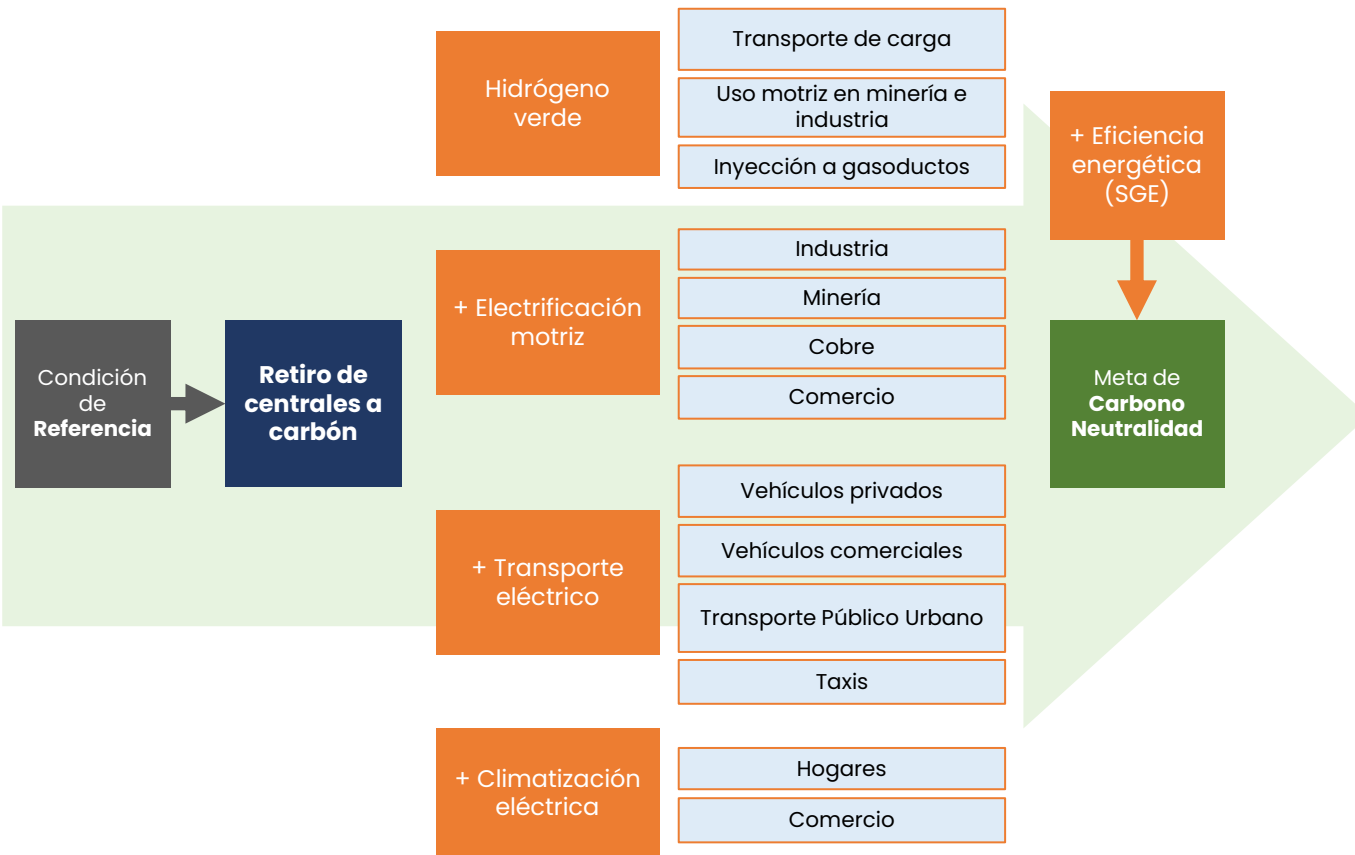 Condición
de
Referencia
Retiro de
centrales a
carbón
Hidrógeno
verde
Transporte de carga
Uso motriz en minería e
industria
Inyección a gasoductos
+ Electrificación
motriz
Industria
Minería
Cobre
Comercio
+ Transporte
eléctrico
Vehículos privados
Vehículos comerciales
Transporte Público Urbano
Taxis
+ Climatización
eléctrica
Hogares
Comercio
+ Eficiencia
energética
(SGE)
Meta de
Carbono
Neutralidad